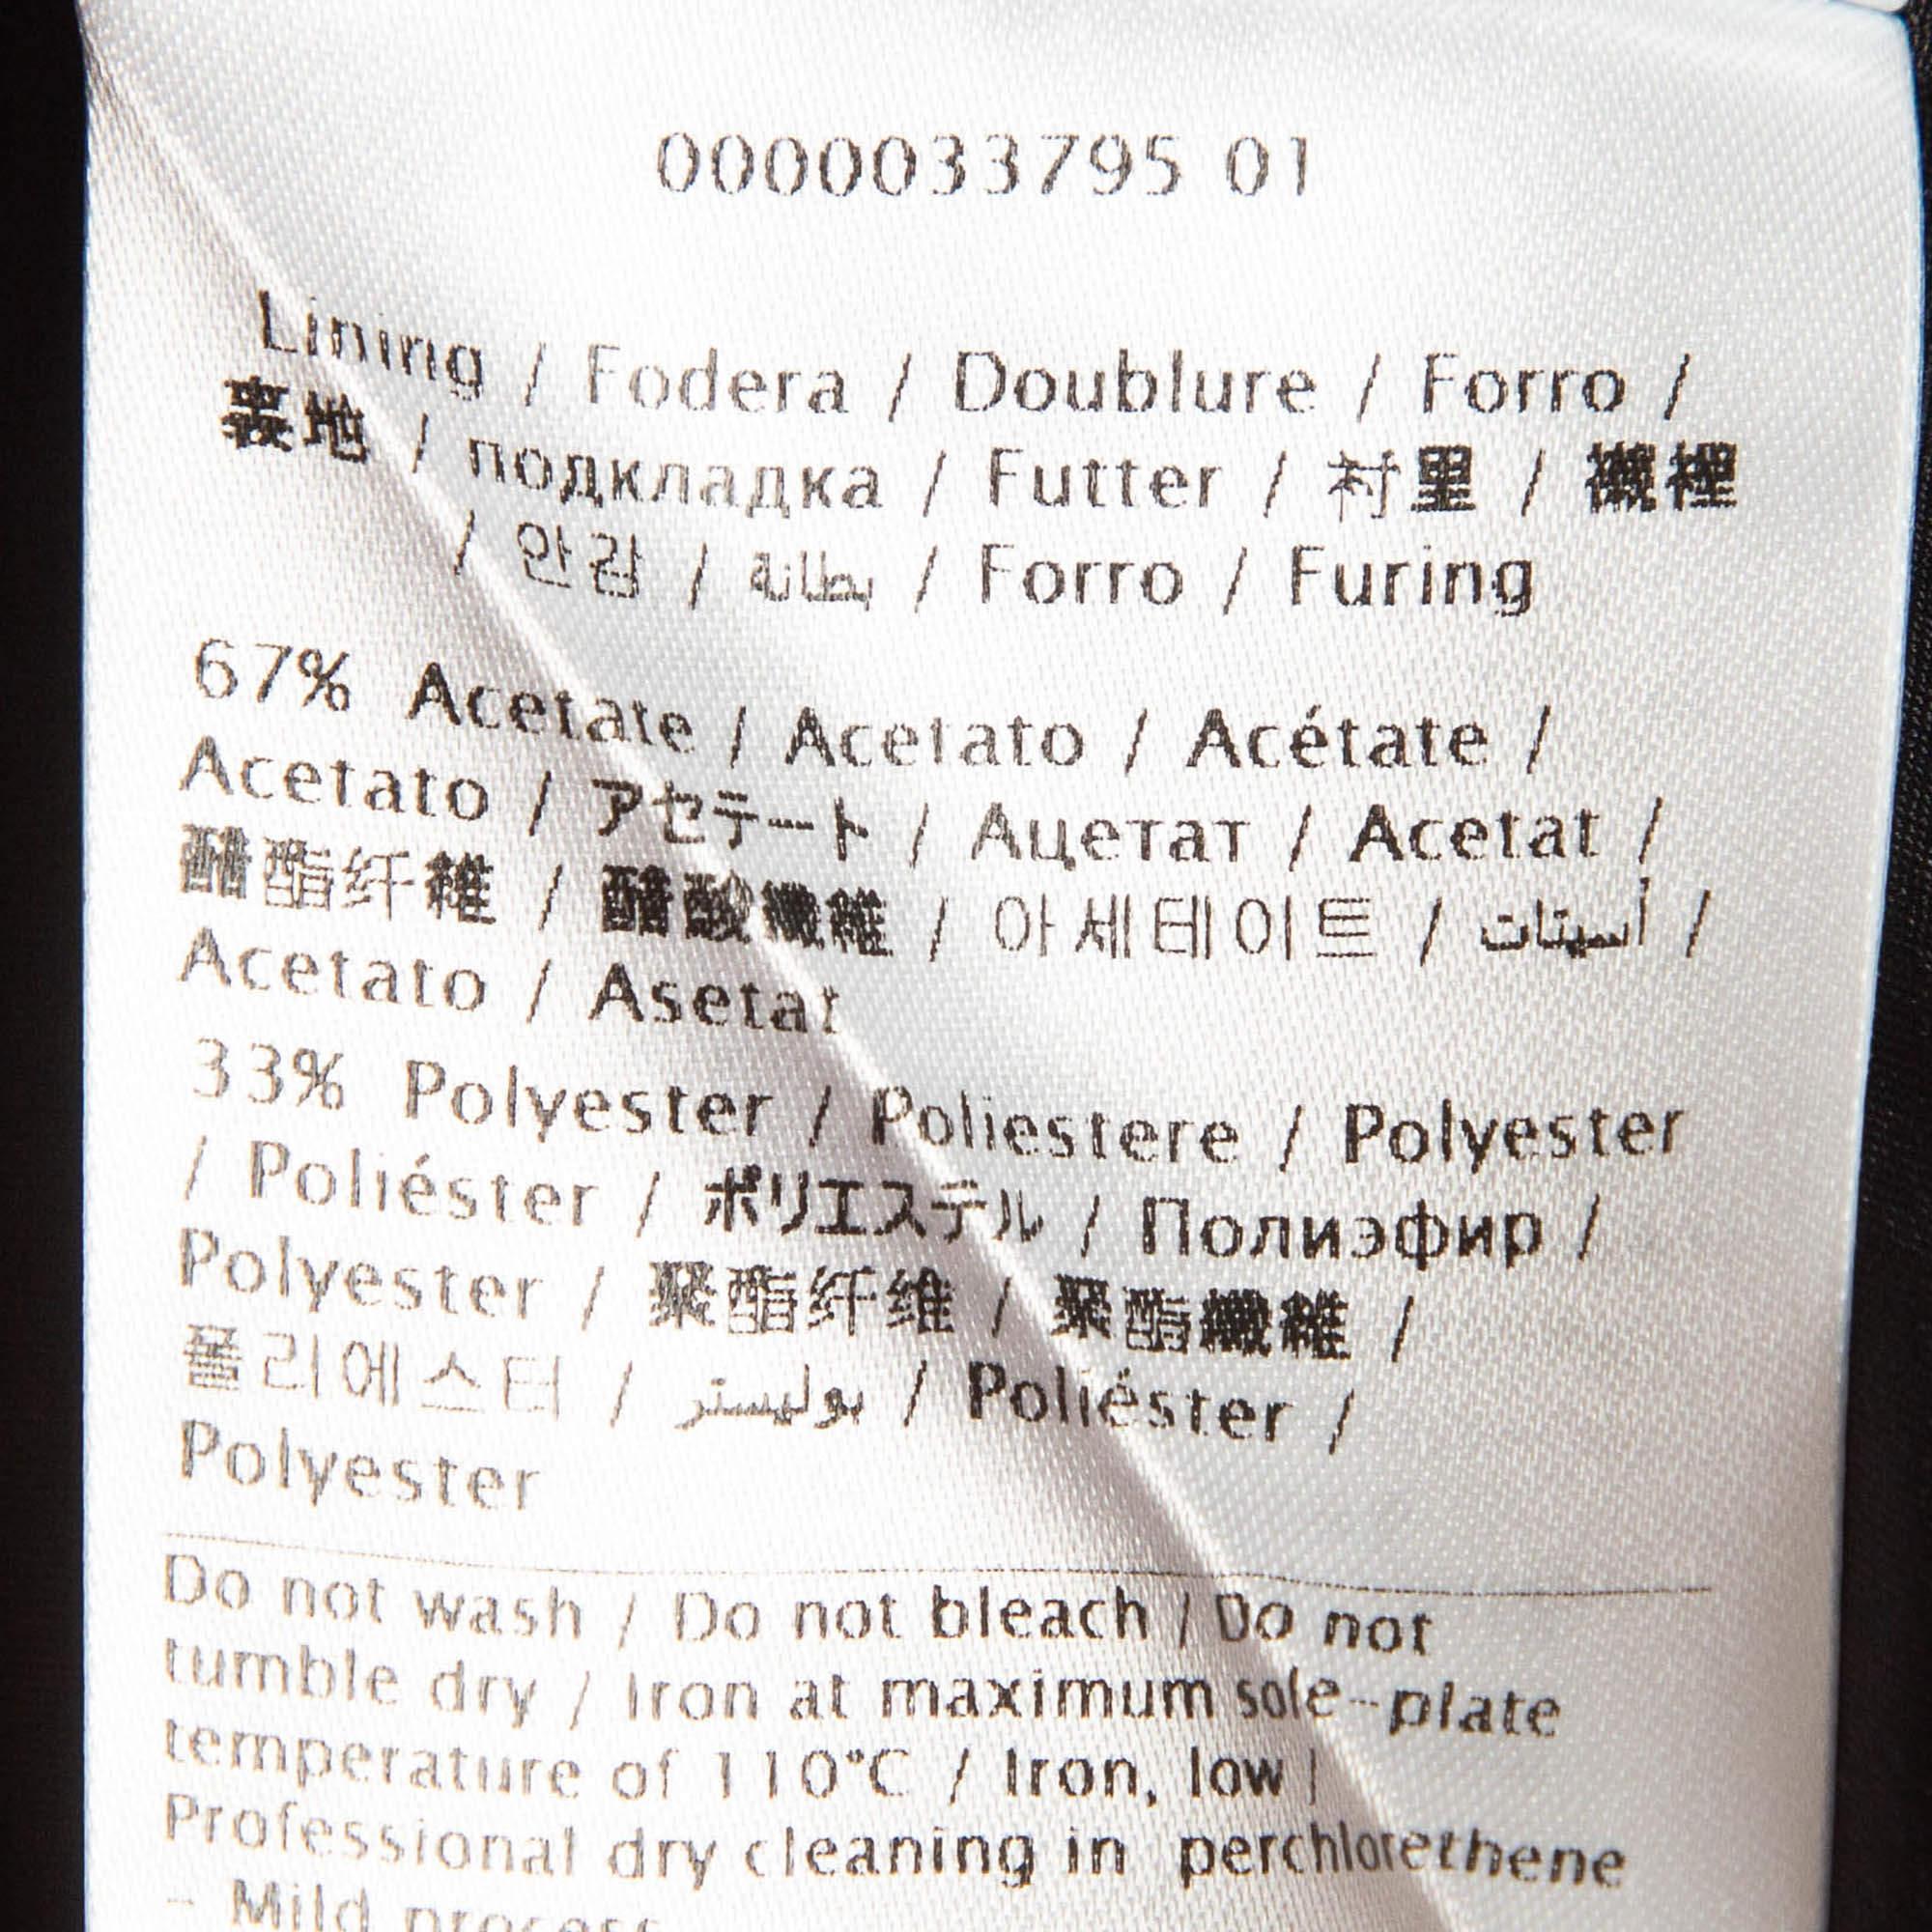 0000033795 01
Lining / Fodera / Doublure / Forro /
裏地 / подкладка / Futter / 村里 / 襯裡
/ 안감 / بطانة / Forro / Furing
67% Acetate / Acetato / Acétate /
Acetato / アセテート / Ацетат / Acetat /
醋酯纤維 / 醋酸纖維 / 아세테이트 / أسيتات /
Acetato / Asetat
33% Polyester / Poliestere / Polyester
/ Poliéster / ポリエステル / Полиэфир /
Polyester / 聚酯纤维 / 聚酯纖維 /
폴리에스터 / بوليستر / Poliéster /
Polyester
Do not wash / Do not bleach / Do not
tumble dry / Iron at maximum sole-plate
temperature of 110°C / Iron, low /
Professional dry cleaning in perchlorethene
- Mild process